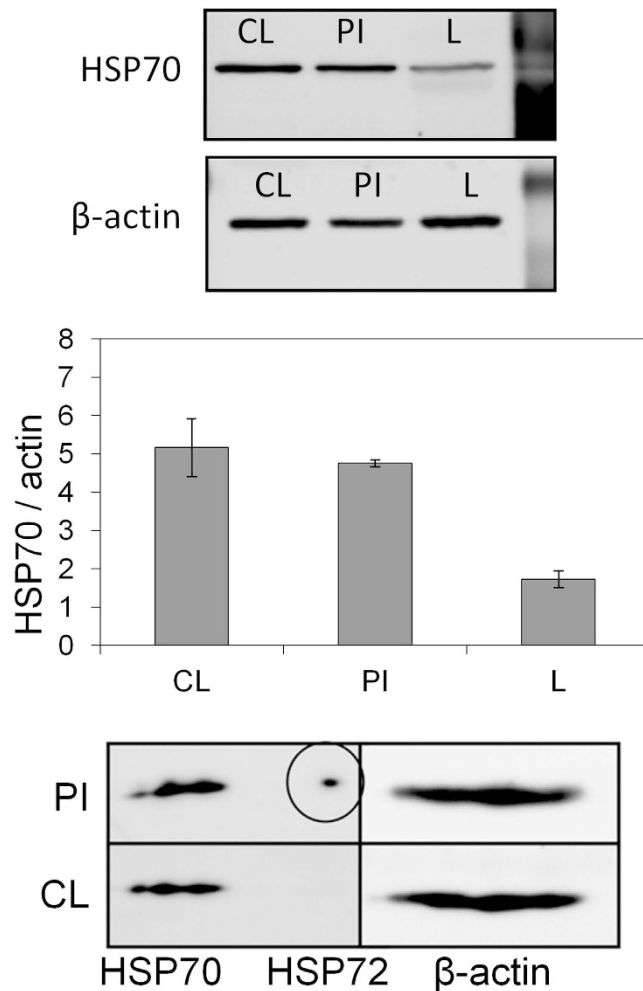 CL PI L
HSP70
CL PI L
β-actin
8
7
6
5
4
3
2
1
0
HSP70 / actin
CL PI L
PI
CL
HSP70 HSP72 β-actin